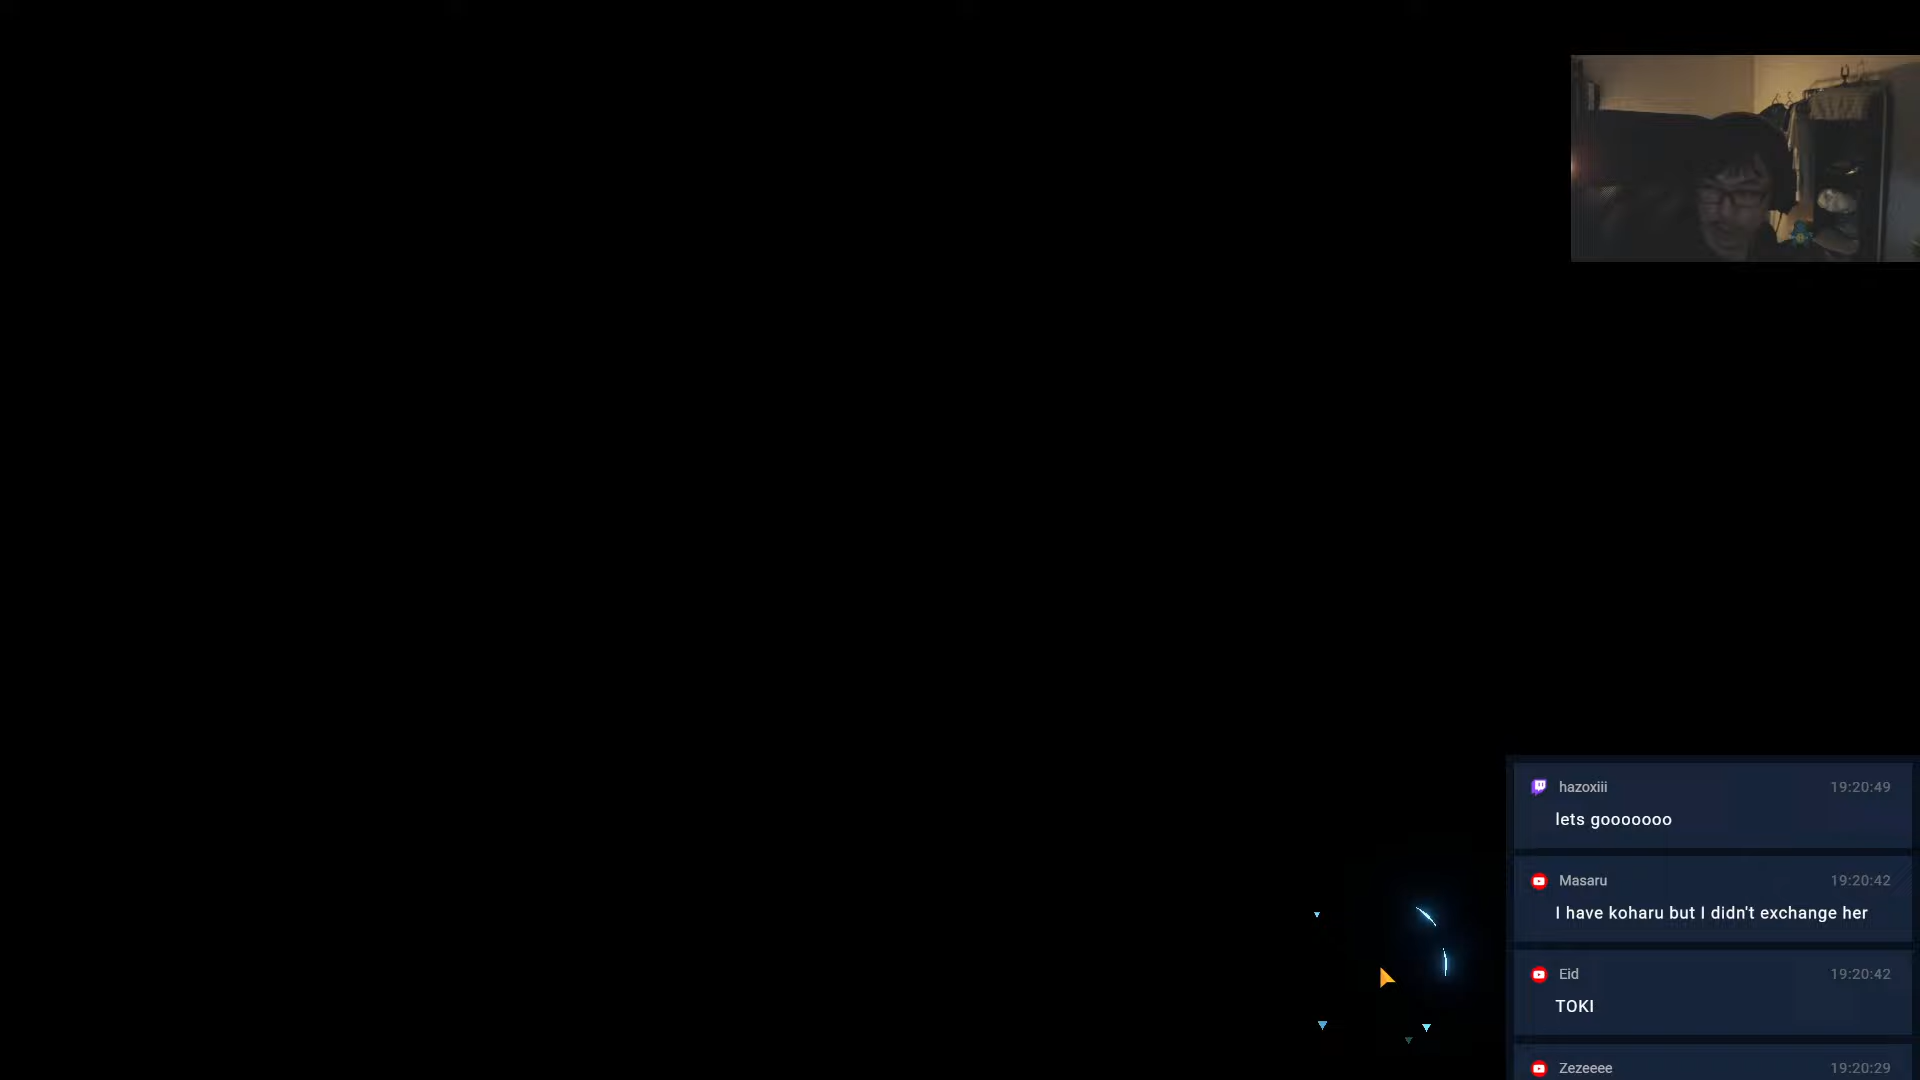 hazoxiii 19:20:49
lets gooooooo
Masaru 19:20:42
I have koharu but I didn't exchange her
Eid 19:20:42
TOKI
Zezeeee 19:20:29